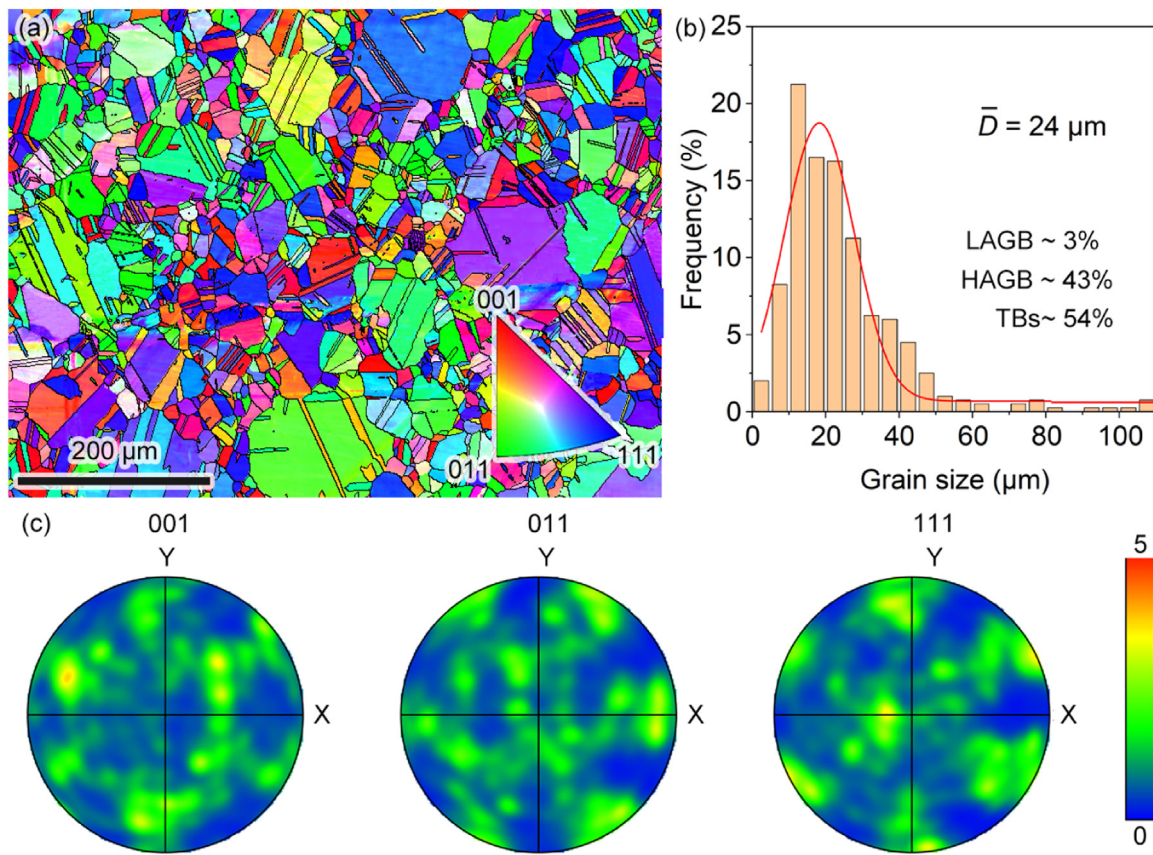 (a)
001
011
111
200 μm
(b)
25
20
15
10
5
0
Frequency (%)
D̅ = 24 μm
LAGB ~ 3%
HAGB ~ 43%
TBs~ 54%
0 20 40 60 80 100
Grain size (μm)
(c)
001 011 111
Y Y Y
X X X
5
0